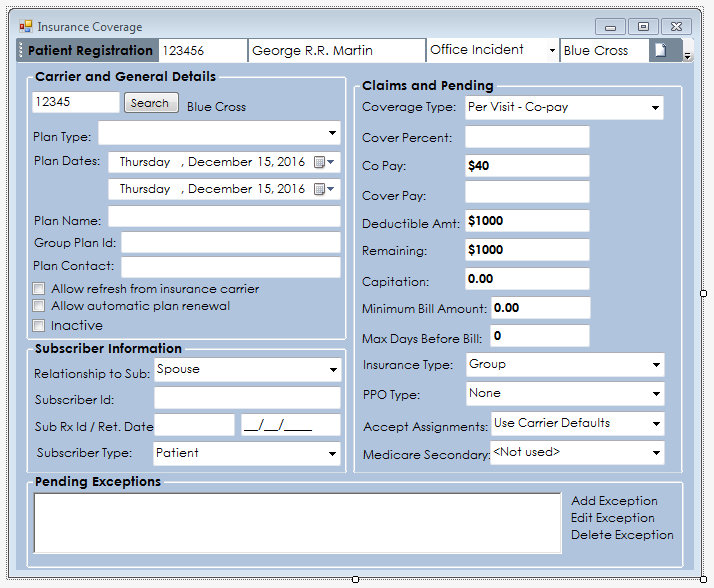 Insurance Coverage
Patient Registration 123456 George R.R. Martin Office Incident Blue Cross
Carrier and General Details
12345 Search Blue Cross
Plan Type:
Plan Dates: Thursday , December 15, 2016
Thursday , December 15, 2016
Plan Name:
Group Plan Id:
Plan Contact:
Allow refresh from insurance carrier
Allow automatic plan renewal
Inactive
Subscriber Information
Relationship to Sub: Spouse
Subscriber Id:
Sub Rx Id / Ret. Date __/__/____
Subscriber Type: Patient
Claims and Pending
Coverage Type: Per Visit - Co-pay
Cover Percent:
Co Pay: $40
Cover Pay:
Deductible Amt: $1000
Remaining: $1000
Capitation: 0.00
Minimum Bill Amount: 0.00
Max Days Before Bill: 0
Insurance Type: Group
PPO Type: None
Accept Assignments: Use Carrier Defaults
Medicare Secondary: <Not used>
Pending Exceptions
Add Exception
Edit Exception
Delete Exception